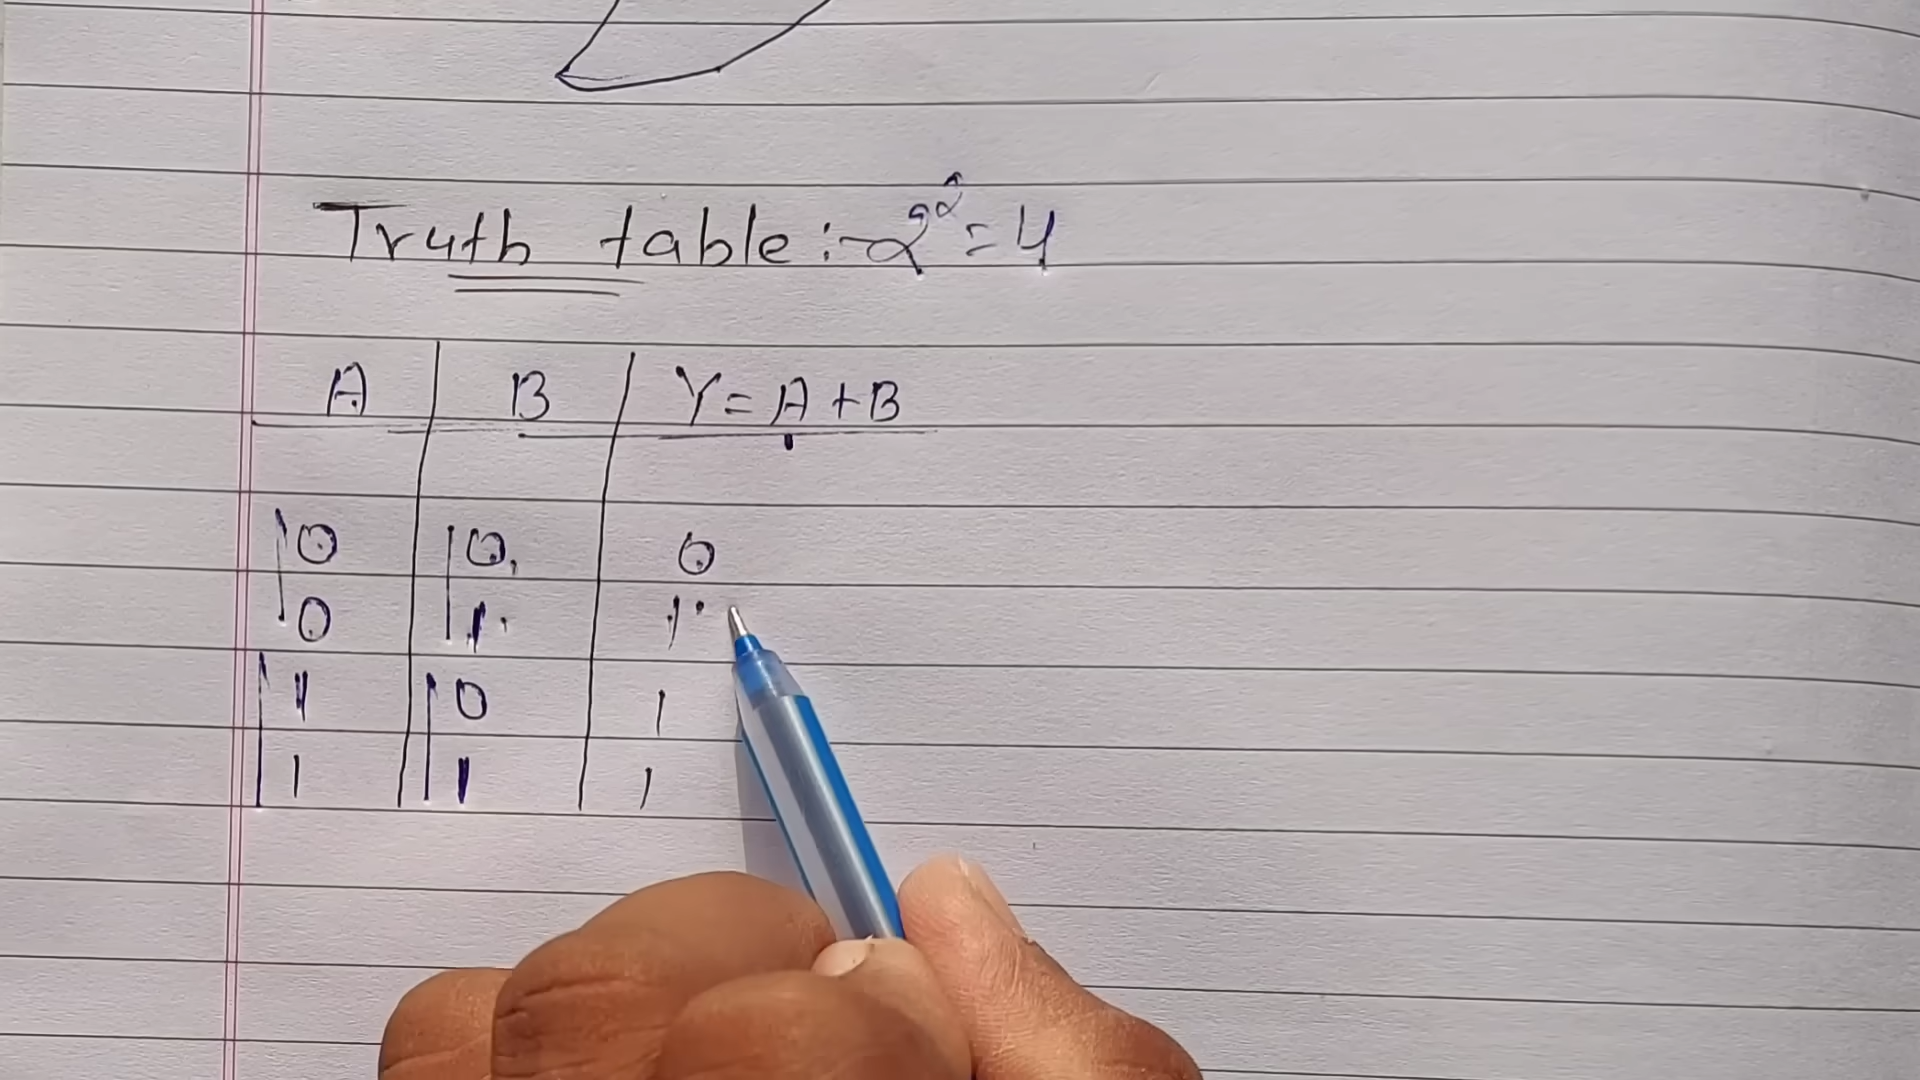 Truth table :- 2² = 4
A B Y = A + B
0 0 0
0 1 1
1 0 1
1 1 1